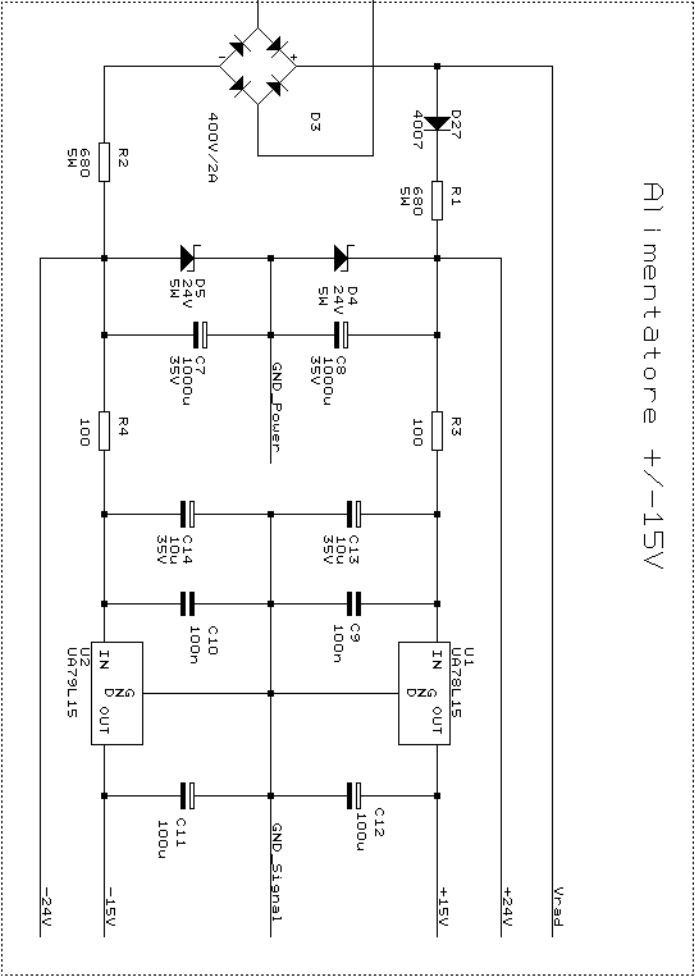 Alimentatore +/-15V
Vrad
+24V
+15V
GND_Signal
-15V
-24V
D27
4007
R1
680
5W
D3
400V/2A
-
+
R2
680
5W
D4
24V
5W
D5
24V
5W
C8
1000u
35V
C7
1000u
35V
GND_Power
R3
100
R4
100
C13
10u
35V
C14
10u
35V
C9
100n
C10
100n
U1
UA78L15
IN
GN
D
OUT
U2
UA79L15
IN
GN
D
OUT
C12
100u
C11
100u